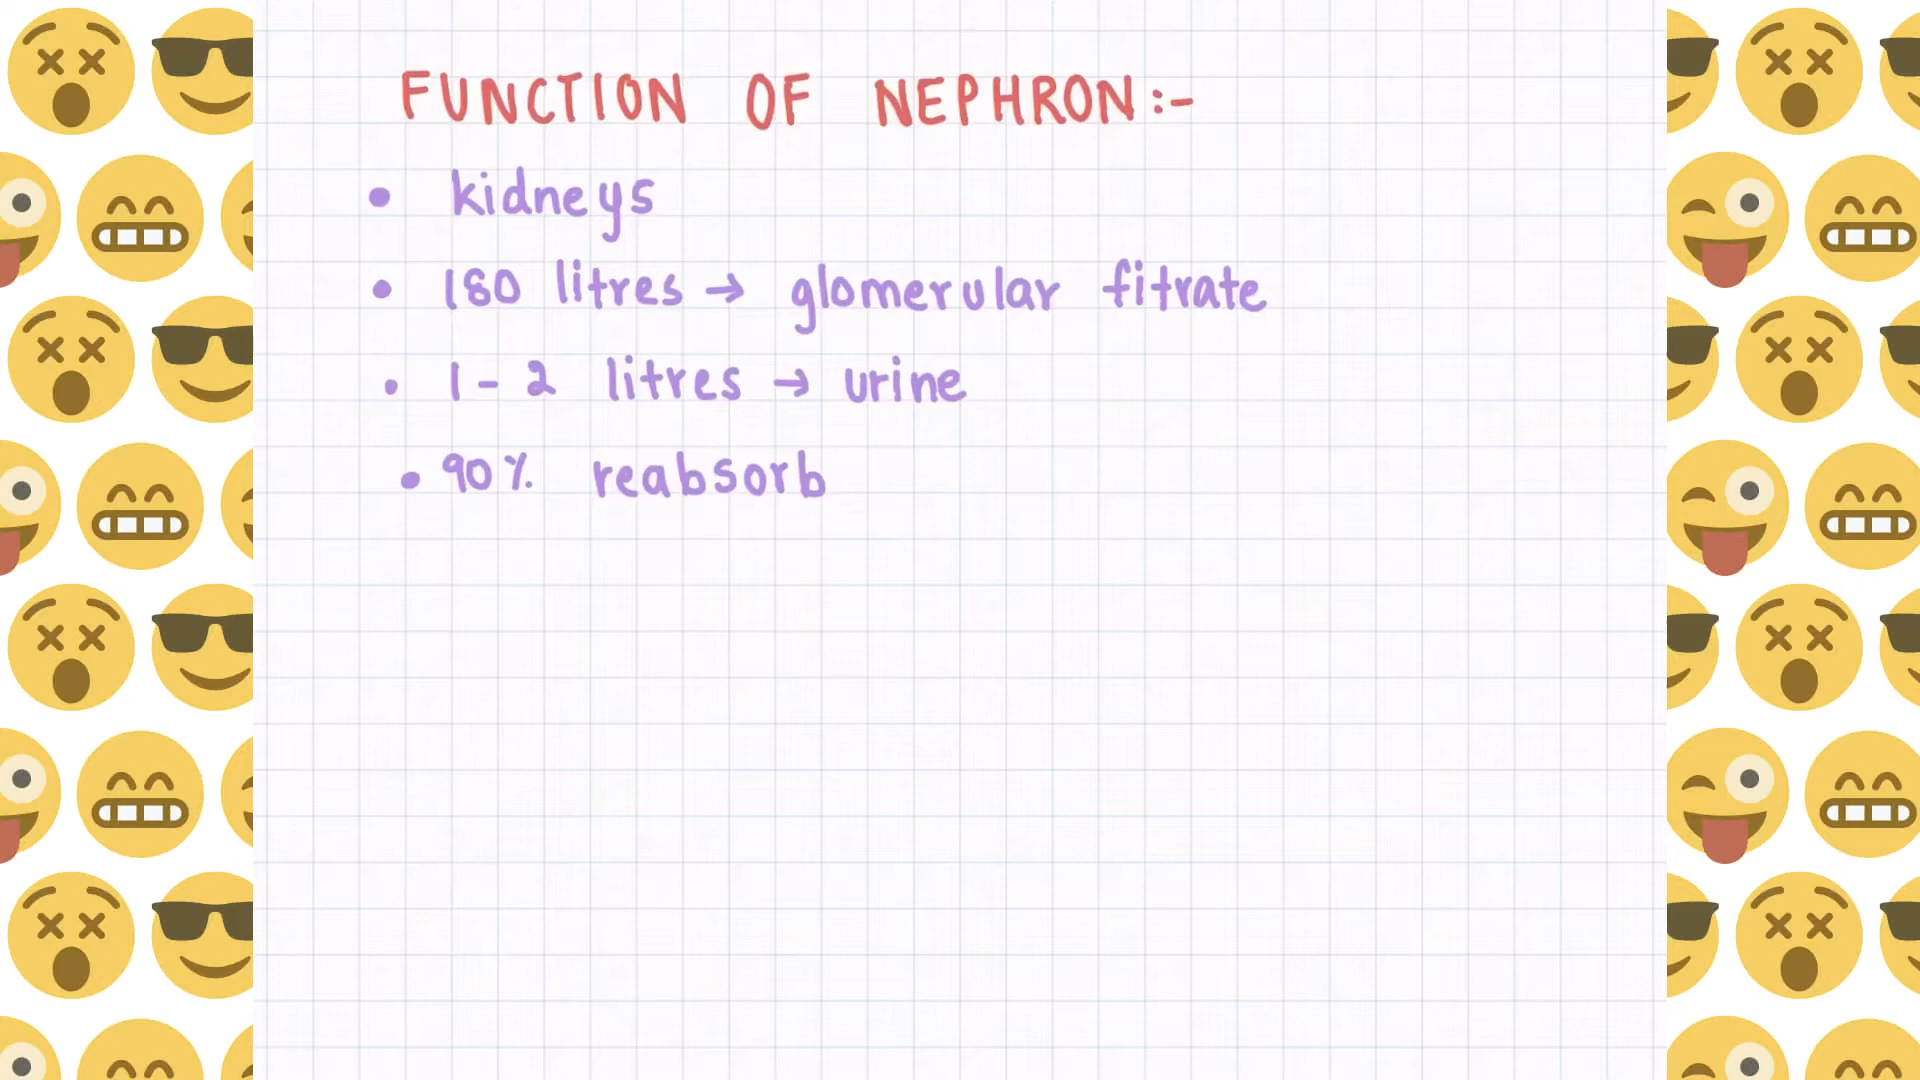 FUNCTION OF NEPHRON:-
• kidneys
• 180 litres → glomerular fitrate
• 1-2 litres → urine
• 90% reabsorb